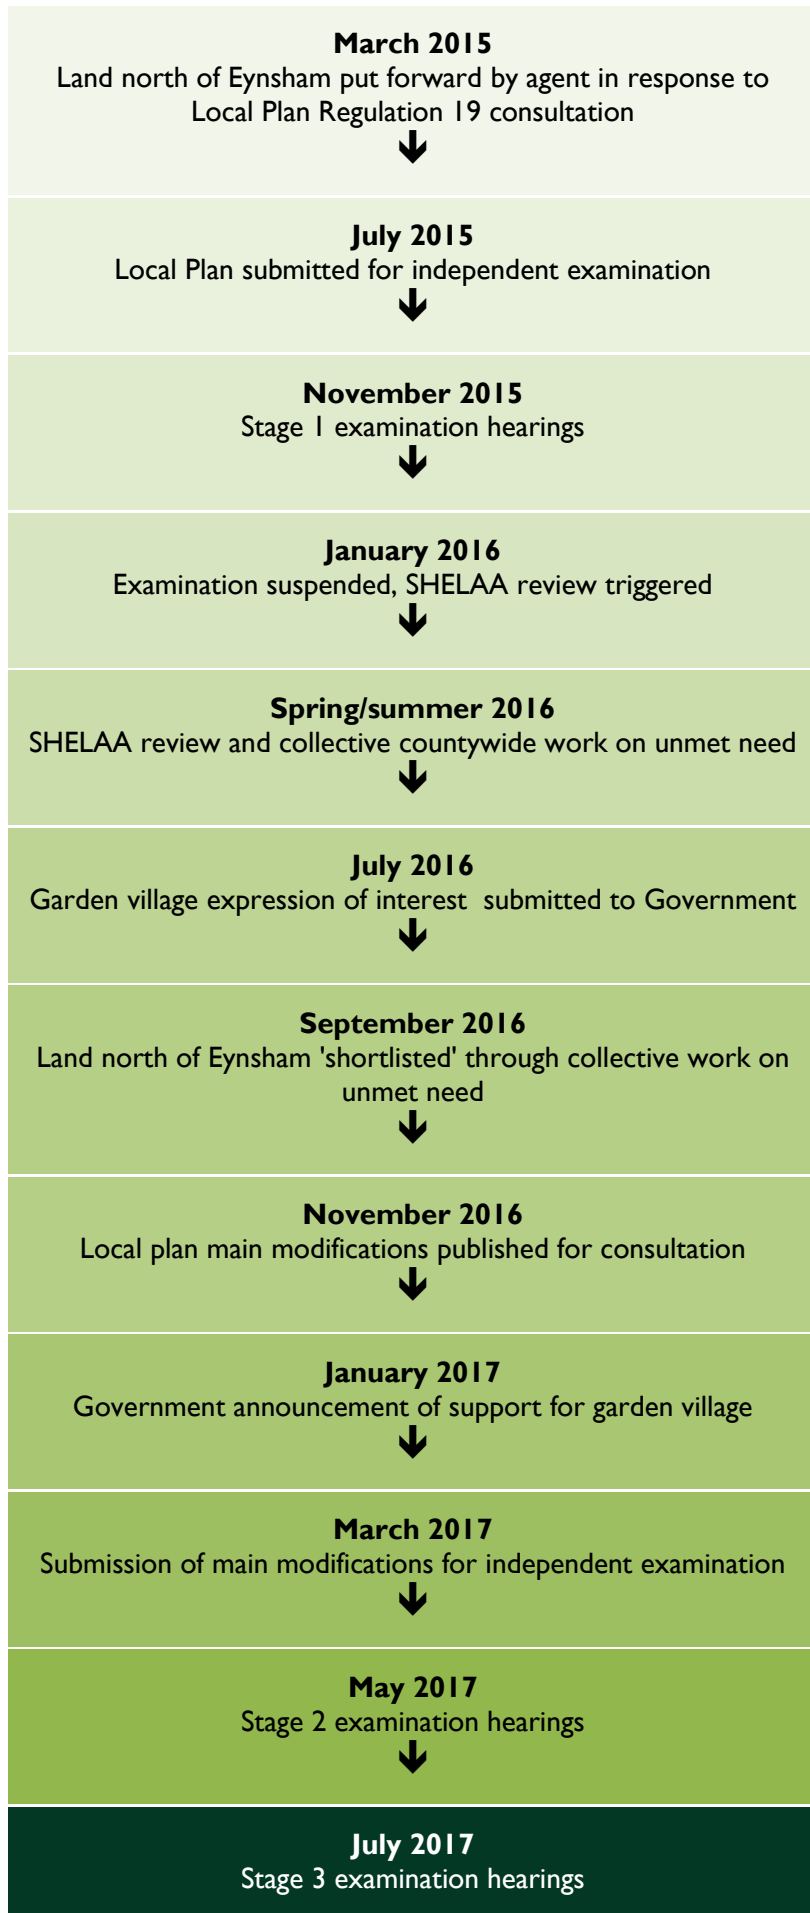 March 2015
Land north of Eynsham put forward by agent in response to
Local Plan Regulation 19 consultation
July 2015
Local Plan submitted for independent examination
November 2015
Stage 1 examination hearings
January 2016
Examination suspended, SHELAA review triggered
Spring/summer 2016
SHELAA review and collective countywide work on unmet need
July 2016
Garden village expression of interest  submitted to Government
September 2016
Land north of Eynsham 'shortlisted' through collective work on
unmet need
November 2016
Local plan main modifications published for consultation
January 2017
Government announcement of support for garden village
March 2017
Submission of main modifications for independent examination
May 2017
Stage 2 examination hearings
July 2017
Stage 3 examination hearings